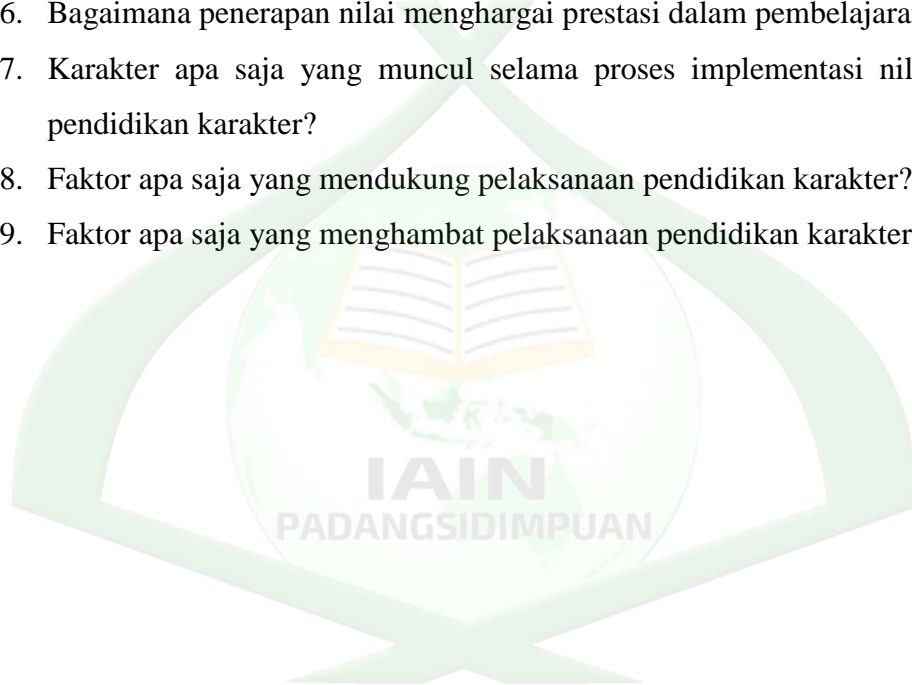 6. Bagaimana penerapan nilai menghargai prestasi dalam pembelajara
7. Karakter apa saja yang muncul selama proses implementasi nil
pendidikan karakter?
8. Faktor apa saja yang mendukung pelaksanaan pendidikan karakter?
9. Faktor apa saja yang menghambat pelaksanaan pendidikan karakter
IAIN
PADANGSIDIMPUAN